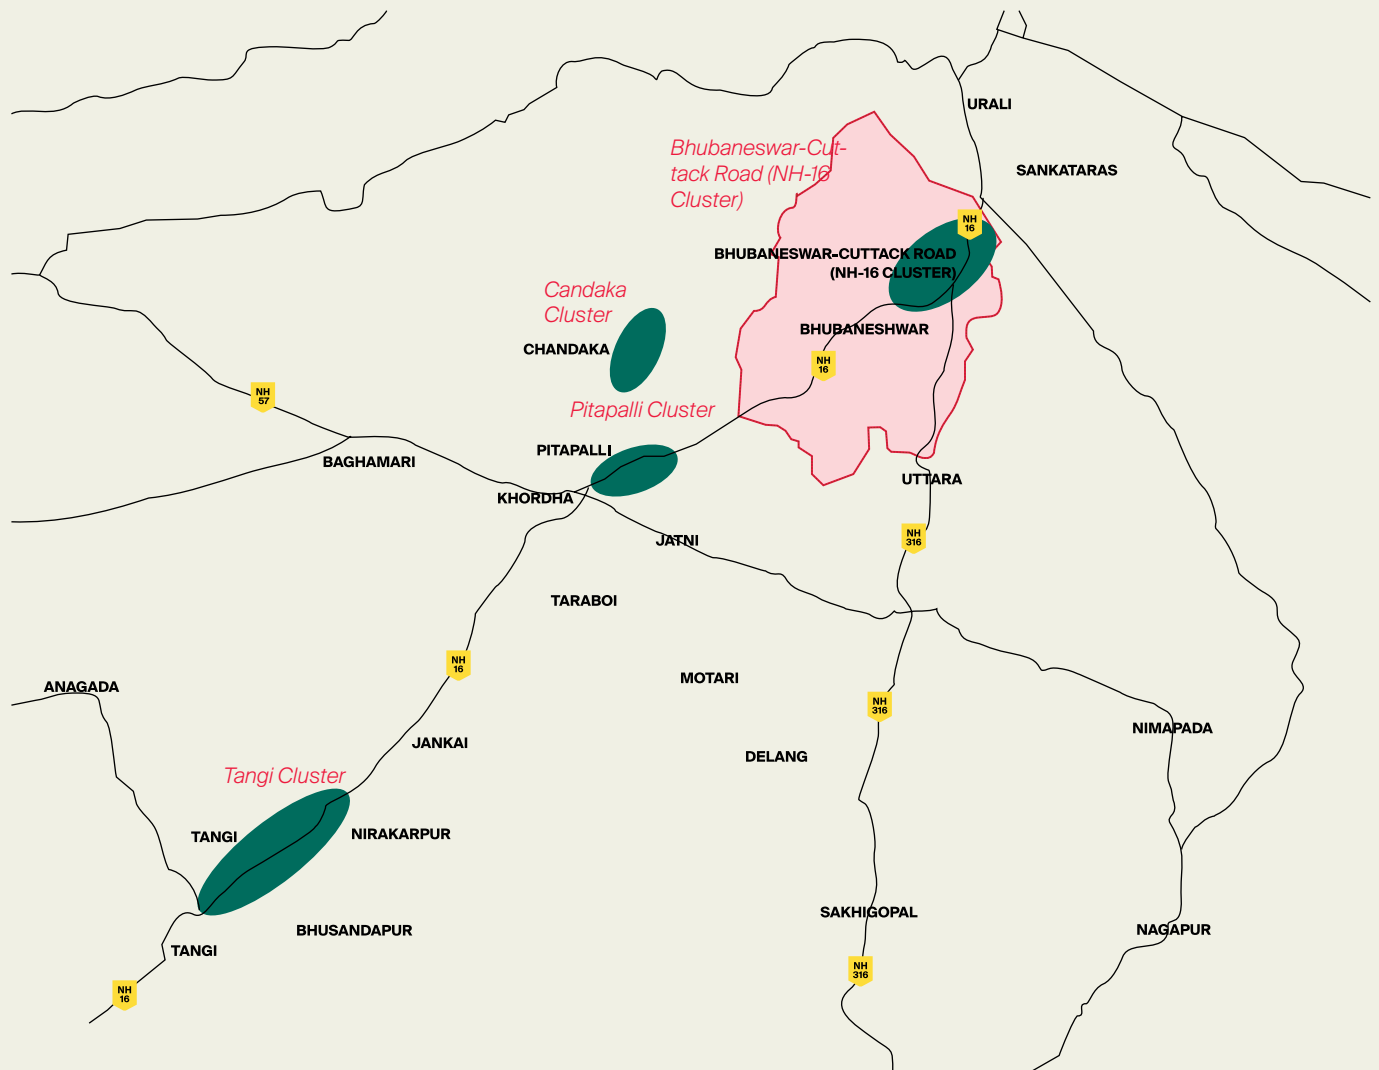 URALI
Bhubaneswar-Cut-
tack Road (NH-16
Cluster)
SANKATARAS
NH
16
BHUBANESWAR-CUTTACK ROAD
(NH-16 CLUSTER)
Candaka
Cluster
CHANDAKA
BHUBANESHWAR
NH
16
NH
57
Pitapalli Cluster
PITAPALLI
BAGHAMARI
KHORDHA
UTTARA
JATNI
NH
316
TARABOI
NH
16
MOTARI
ANAGADA
NH
316
NIMAPADA
JANKAI
DELANG
Tangi Cluster
TANGI
NIRAKARPUR
SAKHIGOPAL
BHUSANDAPUR
NAGAPUR
TANGI
NH
316
NH
16